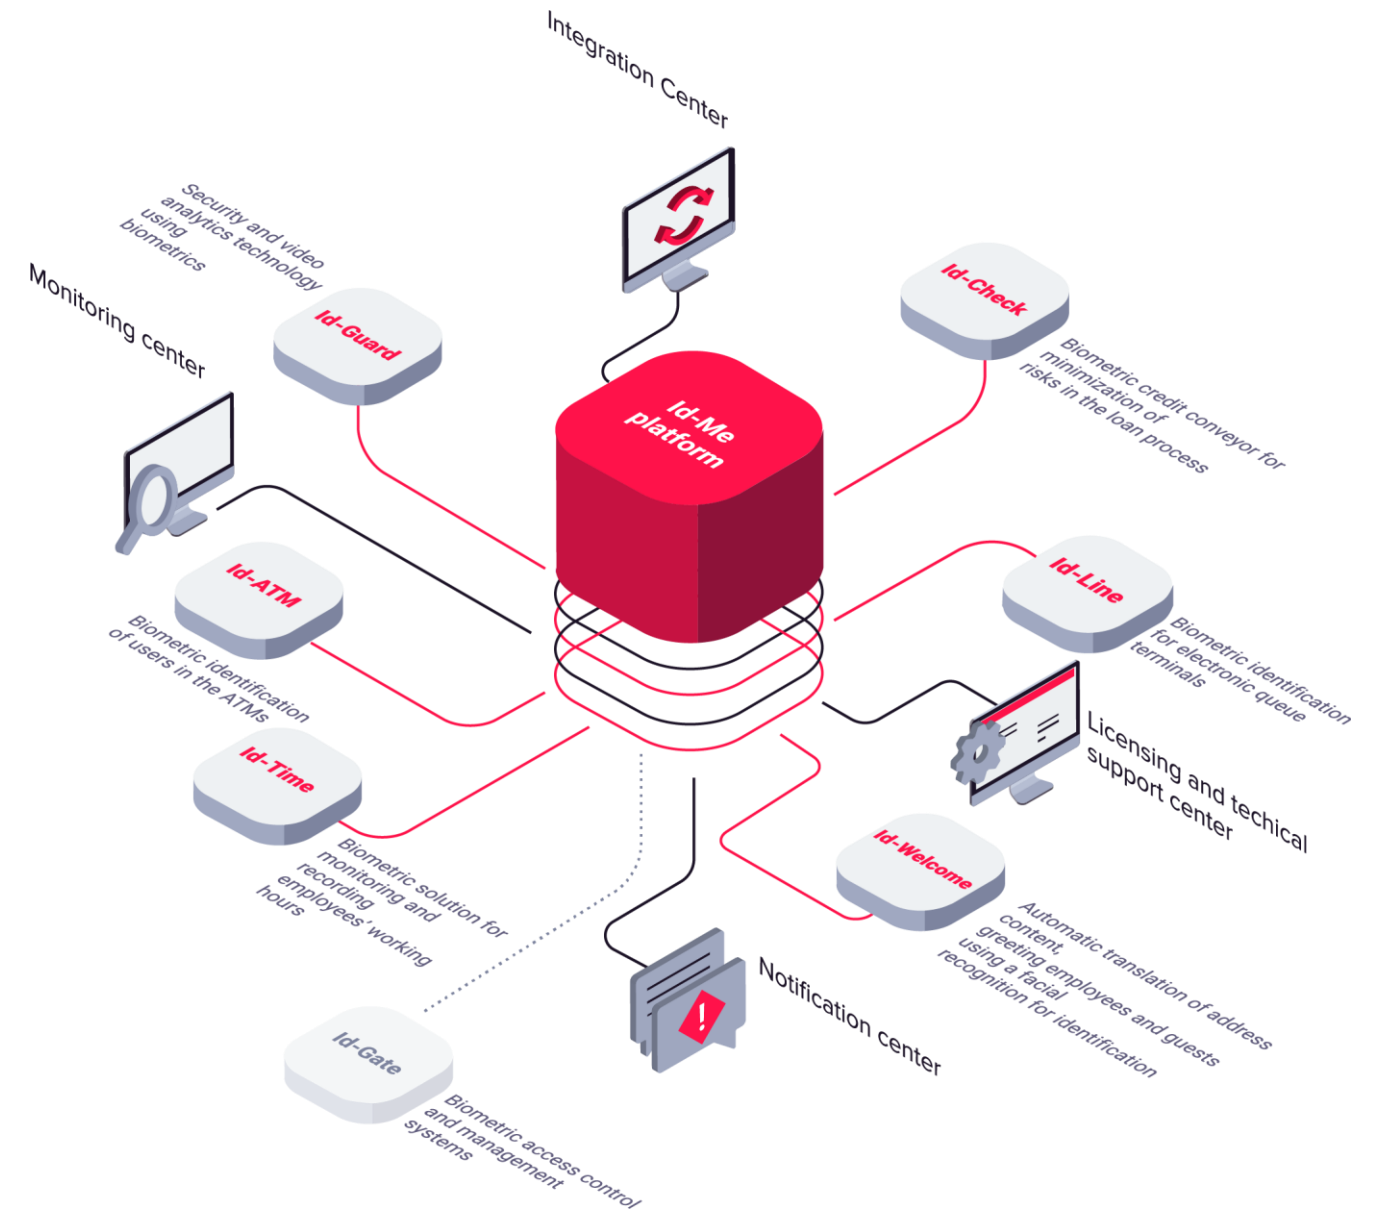 Integration Center
Security and video
analytics technology
using
biometrics
Monitoring center
Id-Guard
Id-Check
Biometric credit conveyor for
minimization of
risks in the loan process
Id-Me
platform
Id-ATM
Biometric identification
of users in the ATMs
Id-Line
Biometric identification
for electronic queue
terminals
Id-Time
Biometric solution for
monitoring and
recording
employees' working
hours
Licensing and techical
support center
Id-Welcome
Automatic translation of address
content,
greeting employees and guests
using a facial
recognition for identification
Notification center
Id-Gate
Biometric access control
and management
systems